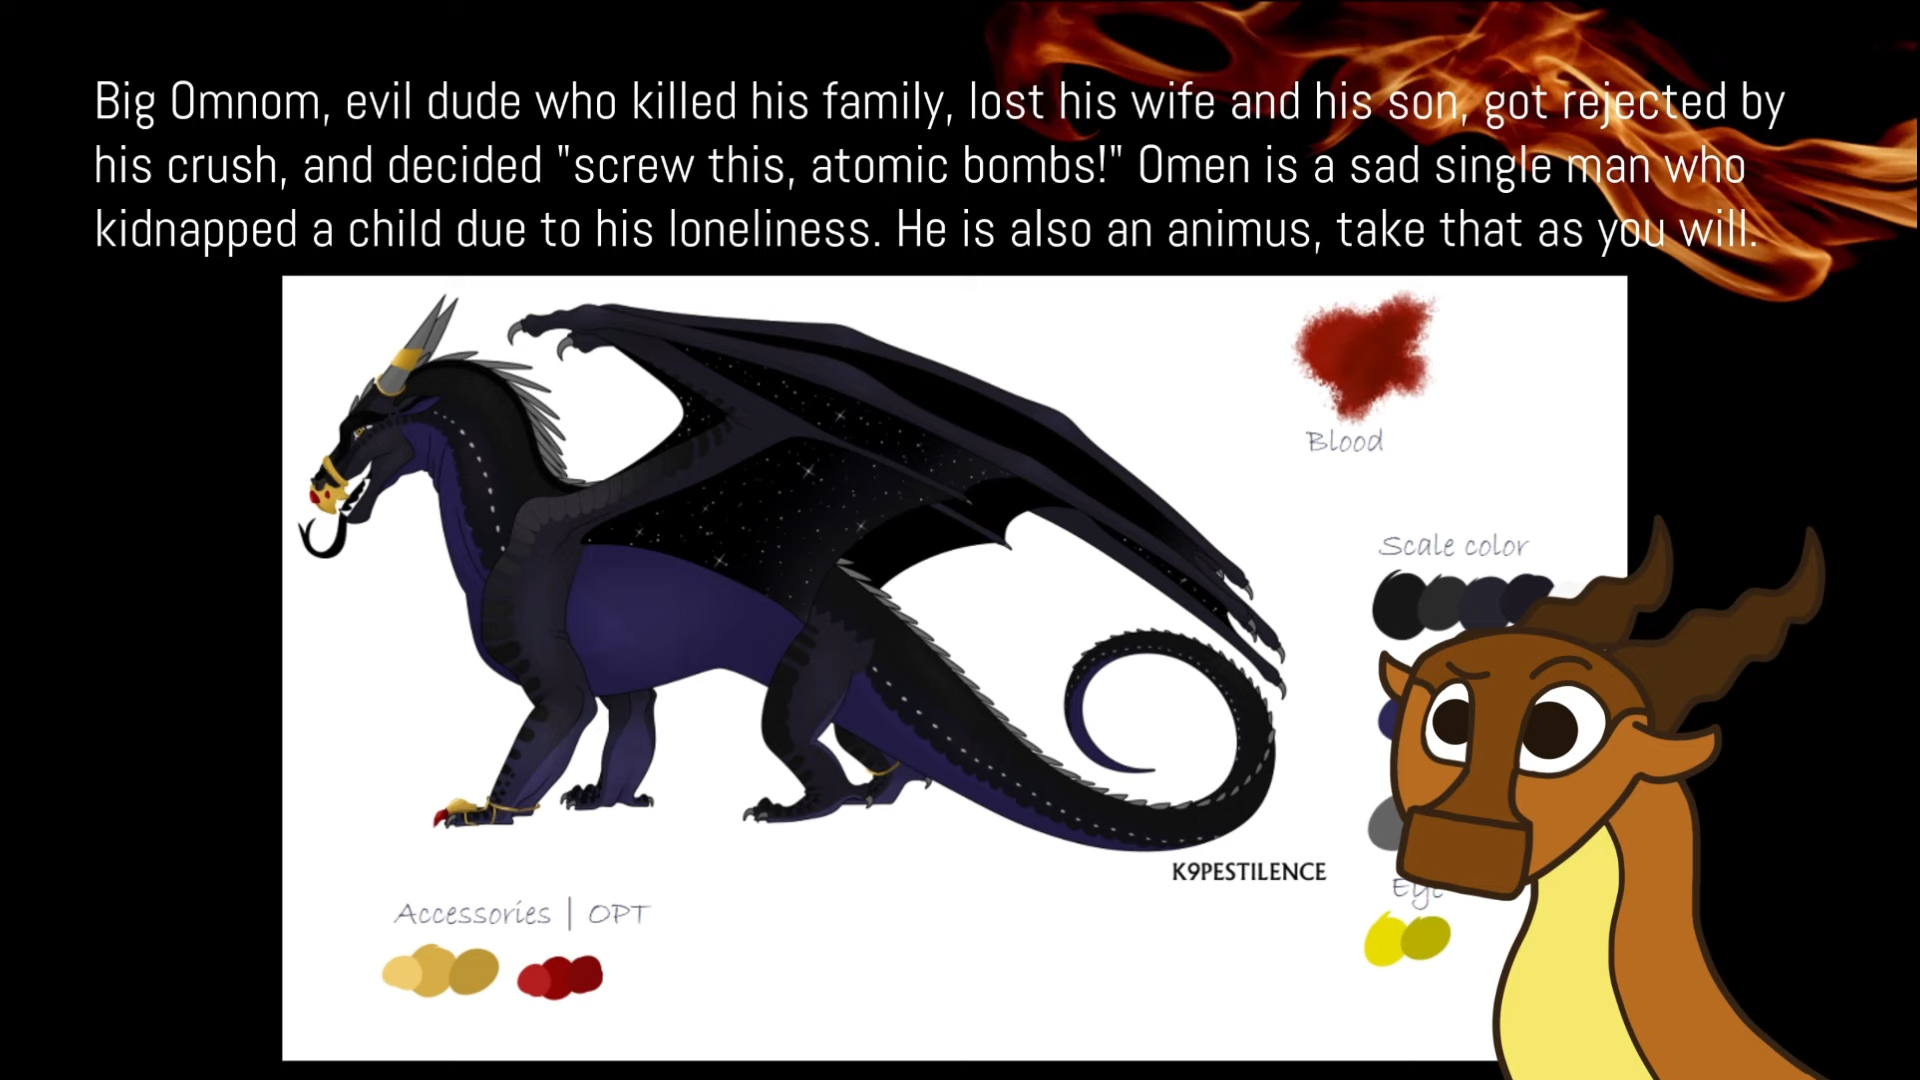 Big Omnom, evil dude who killed his family, lost his wife and his son, got rejected by
his crush, and decided "screw this, atomic bombs!" Omen is a sad single man who
kidnapped a child due to his loneliness. He is also an animus, take that as you will.
Blood
Scale color
K9PESTILENCE
Eye
Accessories | OPT